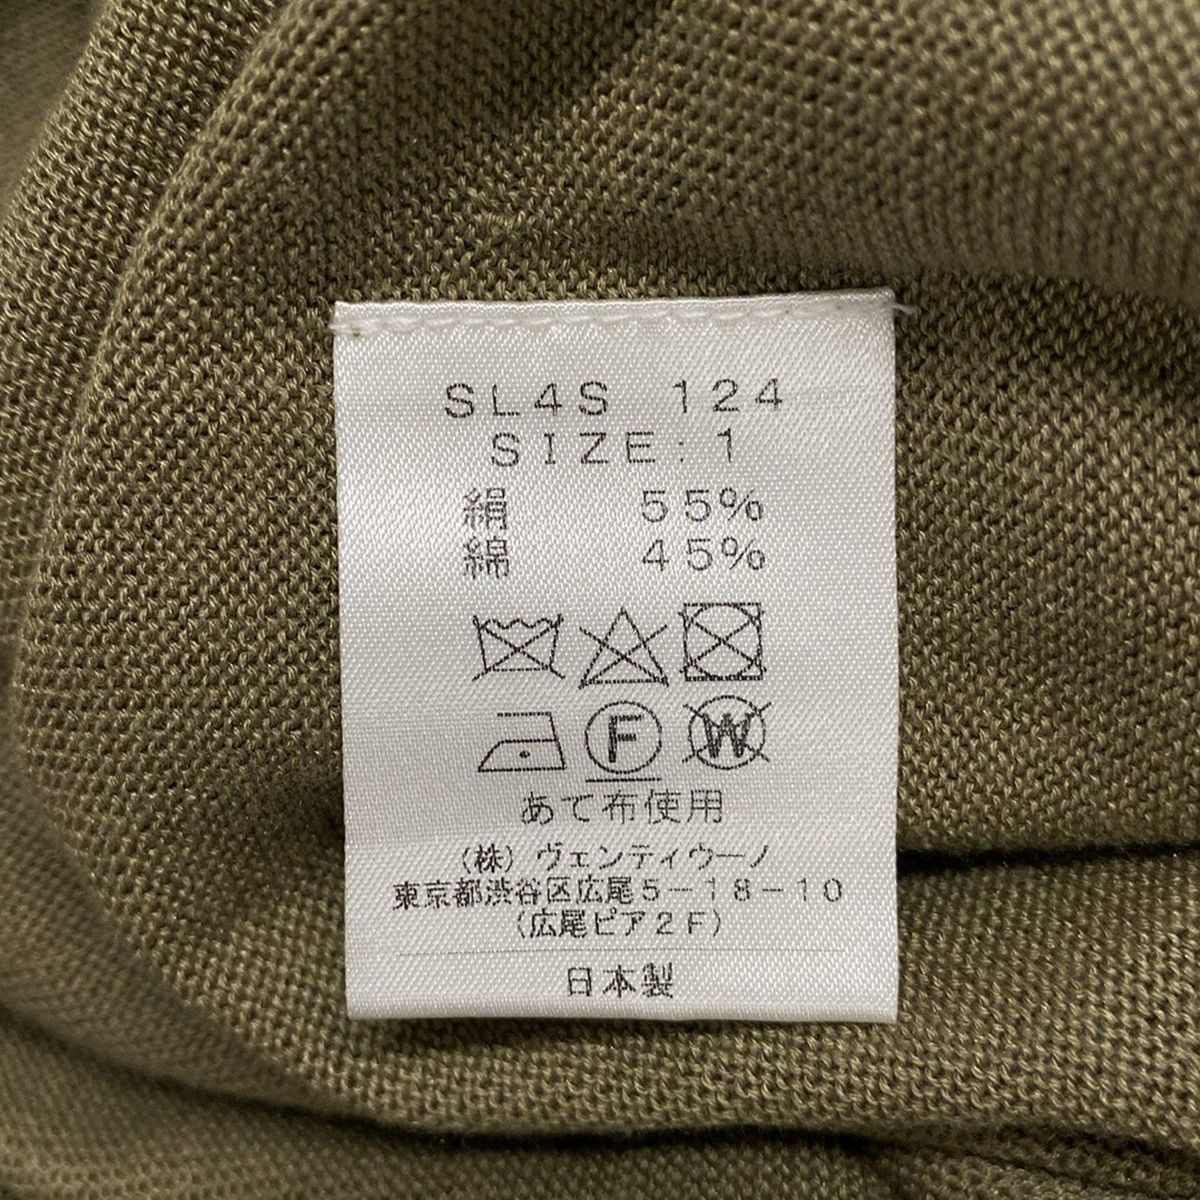 SL4S 124
SIZE:1
絹 55%
綿 45%
F W
あて布使用
(株)ヴェンティウーノ
東京都渋谷区広尾5-18-10
(広尾ピア2F)
日本製